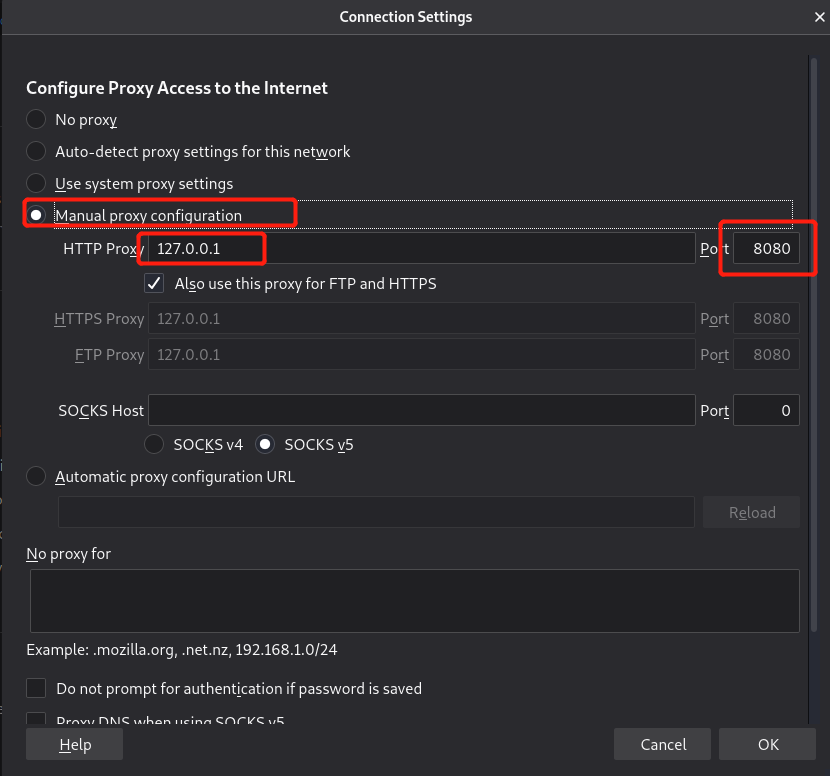 Connection Settings
Configure Proxy Access to the Internet
No proxy
Auto-detect proxy settings for this network
Use system proxy settings
Manual proxy configuration
HTTP Proxy 127.0.0.1 Port 8080
Also use this proxy for FTP and HTTPS
HTTPS Proxy 127.0.0.1 Port 8080
FTP Proxy 127.0.0.1 Port 8080
SOCKS Host Port 0
SOCKS v4 SOCKS v5
Automatic proxy configuration URL
Reload
No proxy for
Example: .mozilla.org, .net.nz, 192.168.1.0/24
Do not prompt for authentication if password is saved
Proxy DNS when using SOCKS v5
Help Cancel OK